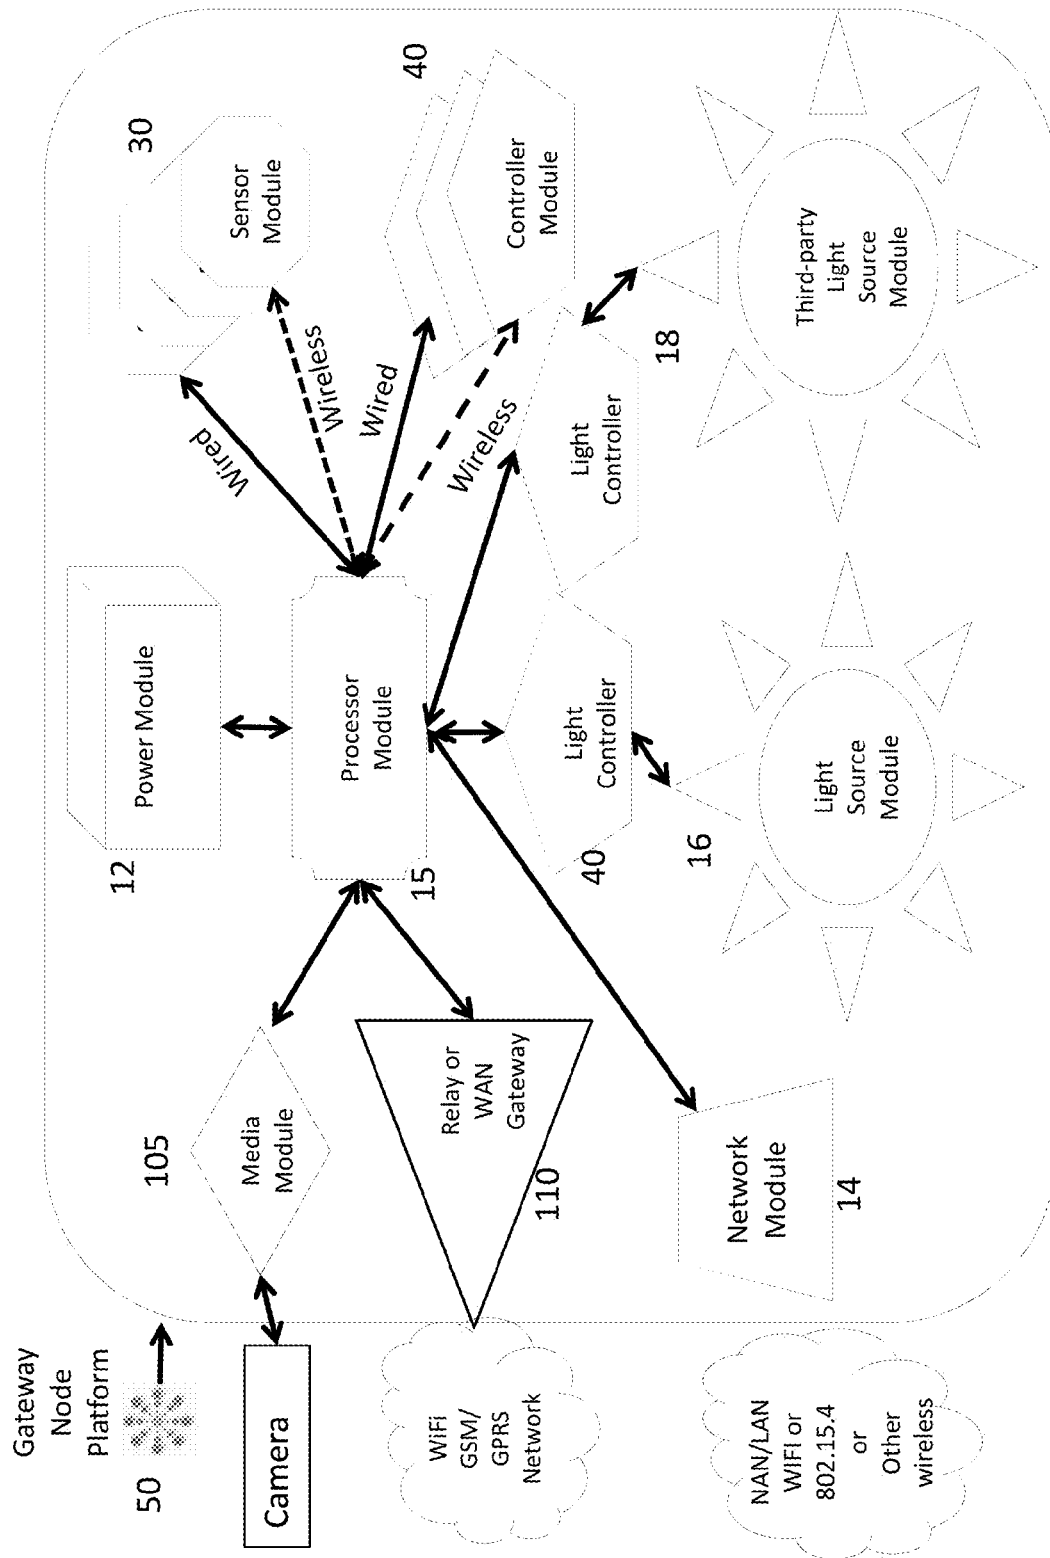 Gateway
Node
Platform
50
Camera
WiFi
GSM/
GPRS
Network
NAN/LAN
WIFI or
802.15.4
or
Other
wireless
105
Media
Module
Relay or
WAN
Gateway
110
Network
Module
14
12
Power Module
Processor
Module
15
Light
Controller
40
16
Light
Source
Module
Wired
Wireless
Wired
Wireless
30
Sensor
Module
40
Controller
Module
Light
Controller
18
Third-party
Light
Source
Module